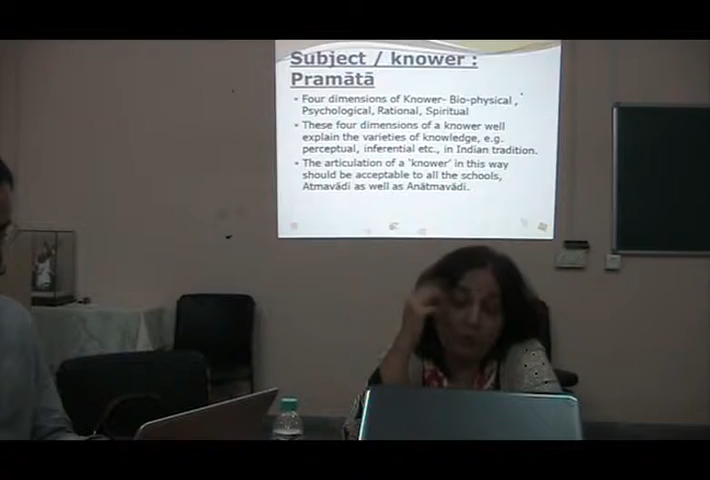 Subject / knower :
Pramātā
• Four dimensions of Knower- Bio-physical ,
Psychological, Rational, Spiritual
• These four dimensions of a knower well
explain the varieties of knowledge, e.g.
perceptual, inferential etc., in Indian tradition.
• The articulation of a 'knower' in this way
should be acceptable to all the schools,
Atmavādi as well as Anātmavādi.